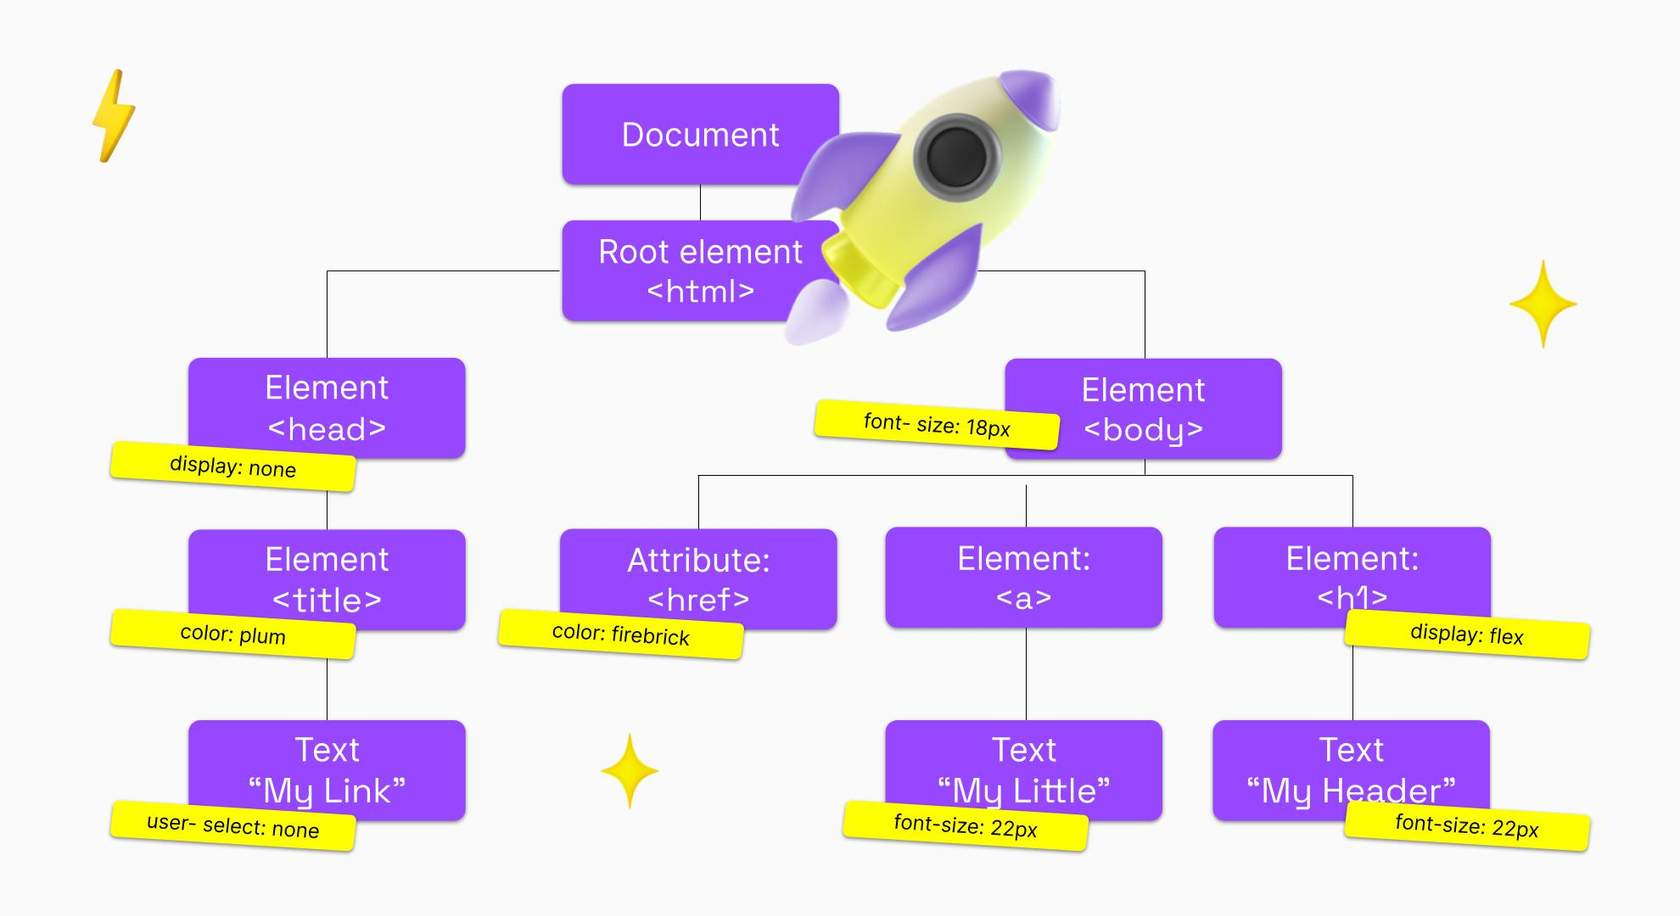 Document
Root element
<html>
Element
<head>
display: none
Element
<body>
font- size: 18px
Element
<title>
color: plum
Attribute:
<href>
color: firebrick
Element:
<a>
Element:
<h1>
display: flex
Text
“My Link”
user- select: none
Text
“My Little”
font-size: 22px
Text
“My Header”
font-size: 22px